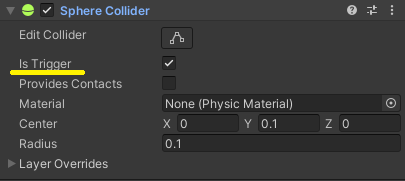 Sphere Collider
Edit Collider
Is Trigger
Provides Contacts
Material None (Physic Material)
Center X 0 Y 0.1 Z 0
Radius 0.1
Layer Overrides